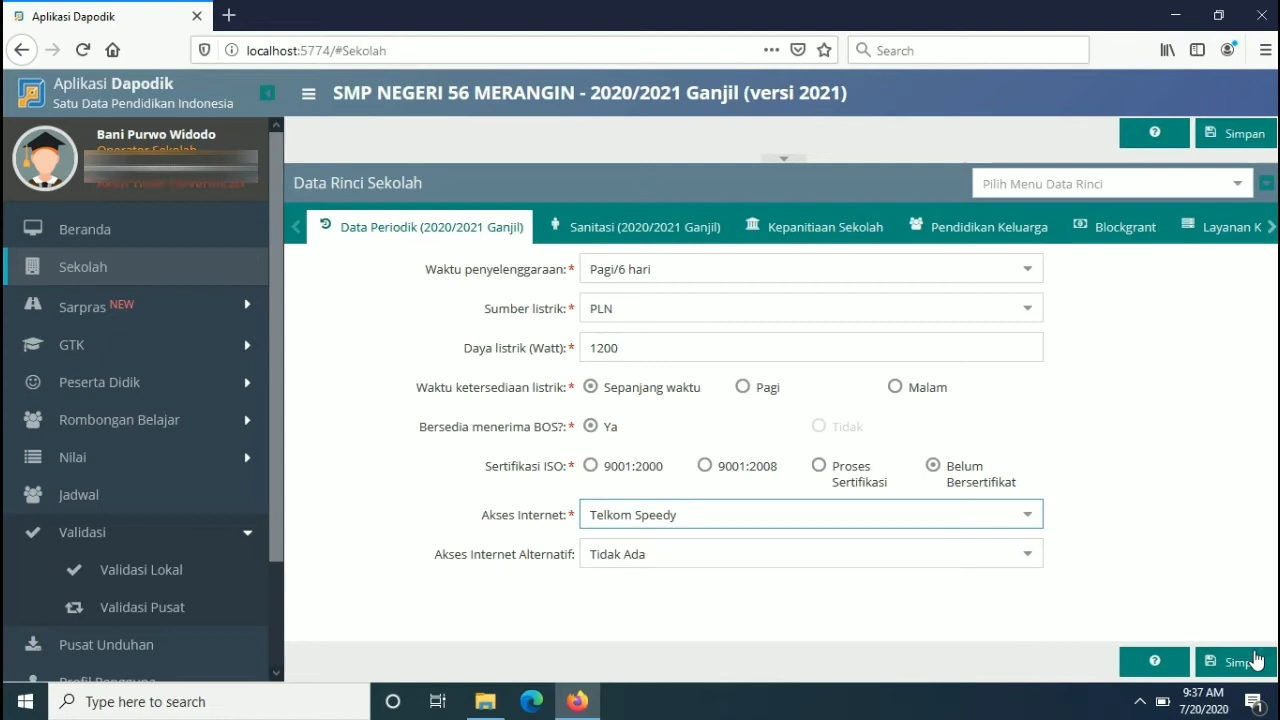 Aplikasi Dapodik
localhost:5774/#Sekolah
Search
Aplikasi Dapodik
Satu Data Pendidikan Indonesia
SMP NEGERI 56 MERANGIN - 2020/2021 Ganjil (versi 2021)
Bani Purwo Widodo
Operator Sekolah
Simpan
Data Rinci Sekolah
Pilih Menu Data Rinci
Data Periodik (2020/2021 Ganjil)
Sanitasi (2020/2021 Ganjil)
Kepanitiaan Sekolah
Pendidikan Keluarga
Blockgrant
Layanan K
Beranda
Sekolah
Sarpras NEW
GTK
Peserta Didik
Rombongan Belajar
Nilai
Jadwal
Validasi
Validasi Lokal
Validasi Pusat
Pusat Unduhan
Waktu penyelenggaraan:* Pagi/6 hari
Sumber listrik:* PLN
Daya listrik (Watt):* 1200
Waktu ketersediaan listrik:* Sepanjang waktu Pagi Malam
Bersedia menerima BOS?:* Ya Tidak
Sertifikasi ISO:* 9001:2000 9001:2008 Proses Sertifikasi Belum Bersertifikat
Akses Internet:* Telkom Speedy
Akses Internet Alternatif: Tidak Ada
Type here to search
9:37 AM
7/20/2020
1